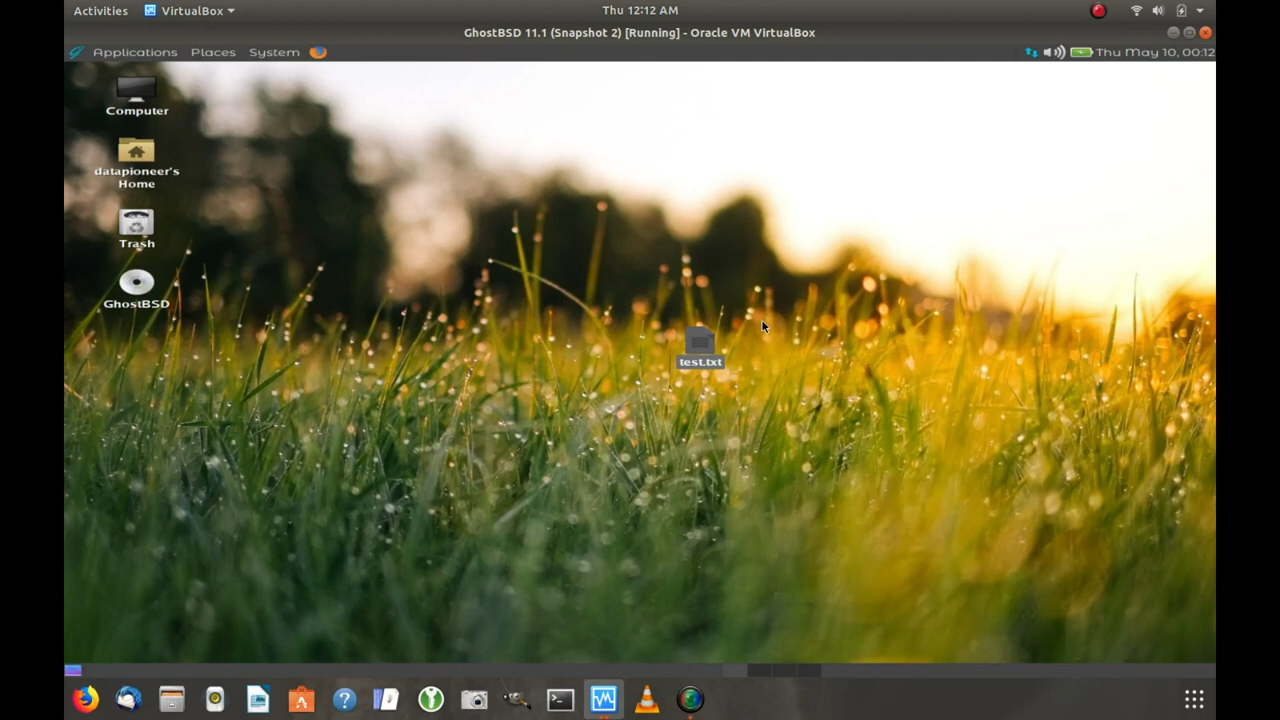 Activities VirtualBox Thu 12:12 AM
GhostBSD 11.1 (Snapshot 2) [Running] - Oracle VM VirtualBox
Applications Places System Thu May 10, 00:12
Computer
datapioneer's
Home
Trash
GhostBSD
test.txt